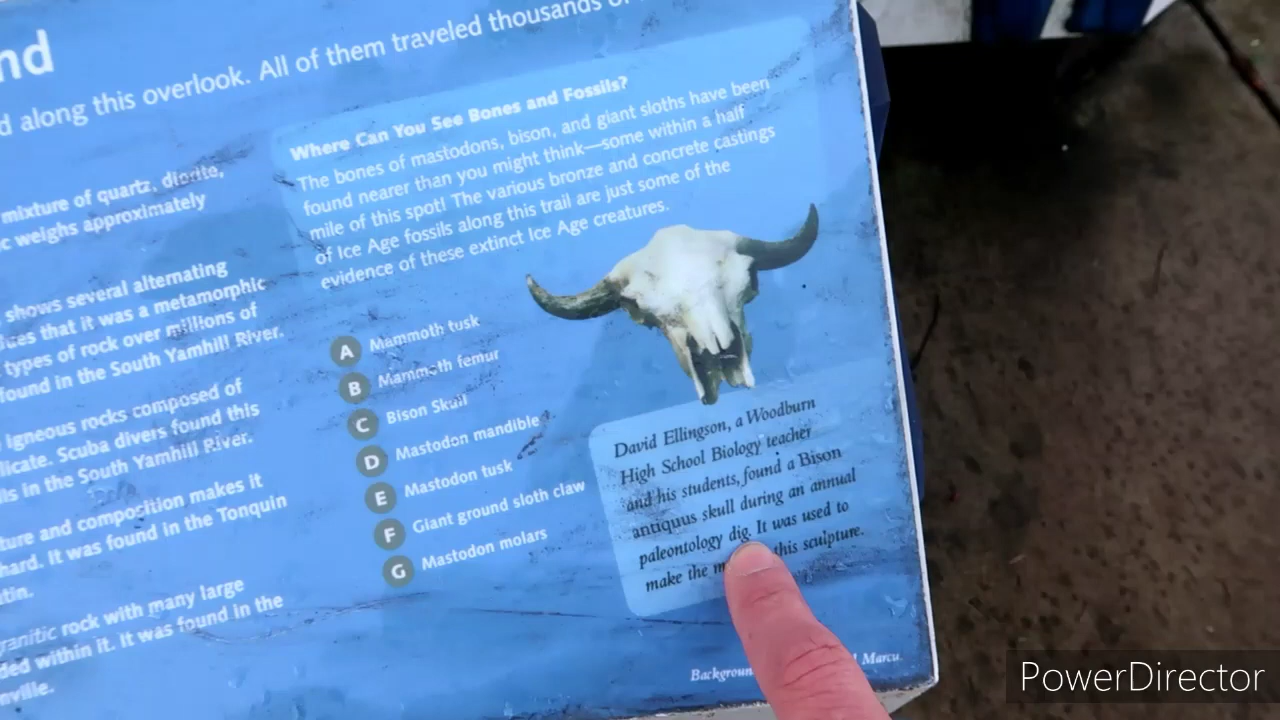 nd
d along this overlook. All of them traveled thousands of
mixture of quartz, diorite,
ic weighs approximately
shows several alternating
that it was a metamorphic
types of rock over millions of
found in the South Yamhill River.
Igneous rocks composed of
licate. Scuba divers found this
in the South Yamhill River.
ture and composition makes it
hard. It was found in the Tonquin
tin.
granitic rock with many large
ded within it. It was found in the
nville.
Where Can You See Bones and Fossils?
The bones of mastodons, bison, and giant sloths have been
found nearer than you might think—some within a half
mile of this spot! The various bronze and concrete castings
of Ice Age fossils along this trail are just some of the
evidence of these extinct Ice Age creatures.
A Mammoth tusk
B Mammoth femur
C Bison Skull
D Mastodon mandible
E Mastodon tusk
F Giant ground sloth claw
G Mastodon molars
David Ellingson, a Woodburn
High School Biology teacher
and his students, found a Bison
antiquus skull during an annual
paleontology dig. It was used to
make the m this sculpture.
Backgroun Marcu.
PowerDirector